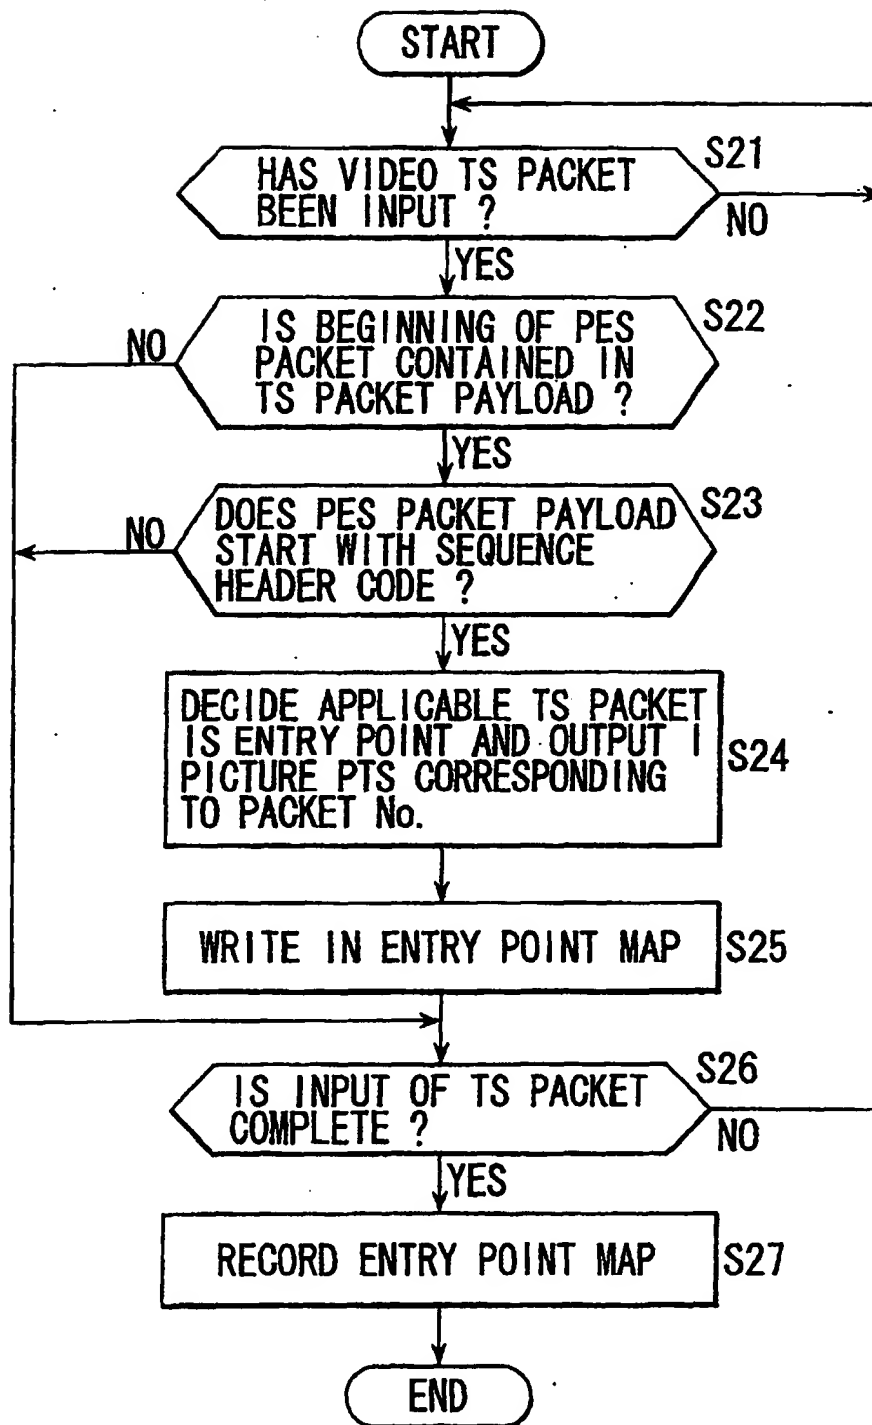 START
HAS VIDEO TS PACKET
BEEN INPUT ?
S21
NO
YES
IS BEGINNING OF PES
PACKET CONTAINED IN
TS PACKET PAYLOAD ?
S22
NO
YES
DOES PES PACKET PAYLOAD
START WITH SEQUENCE
HEADER CODE ?
S23
NO
YES
DECIDE APPLICABLE TS PACKET
IS ENTRY POINT AND OUTPUT I
PICTURE PTS CORRESPONDING
TO PACKET No.
S24
WRITE IN ENTRY POINT MAP
S25
IS INPUT OF TS PACKET
COMPLETE ?
S26
NO
YES
RECORD ENTRY POINT MAP
S27
END